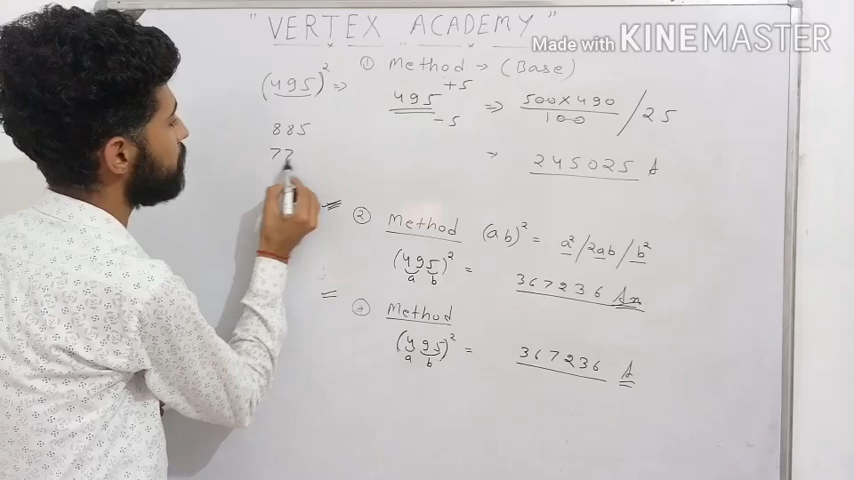 " VERTEX ACADEMY "
Made with KINEMASTER
① Method → (Base)
(495)² ⇒
495 +5 -5 ⇒ 500 × 490 / 100 / 25
→ 245025 A
885
77
② Method (ab)² = a² / 2ab / b²
(495)² = 367236 Ans
a b
③ Method
(495)² = 367236 A
a b